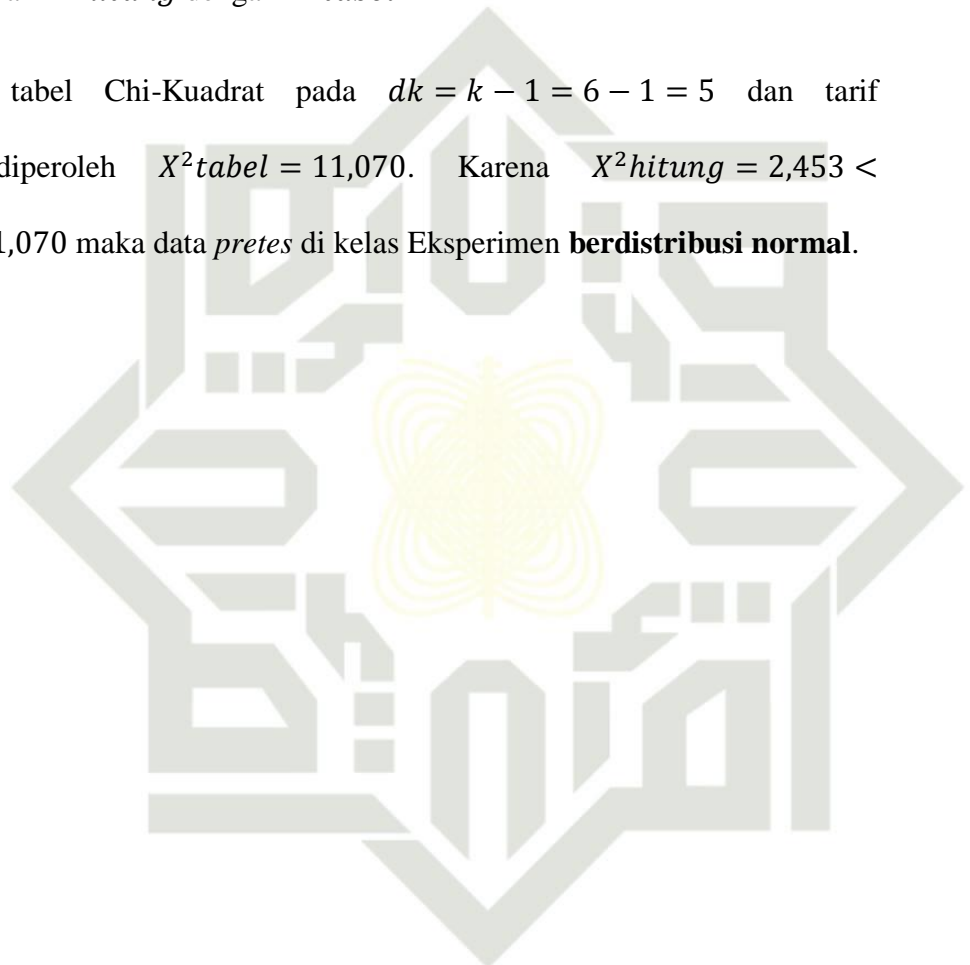 tabel Chi-Kuadrat pada dk = k − 1 = 6 − 1 = 5 dan tarif
diperoleh X²tabel = 11,070. Karena X²hitung = 2,453 <
1,070 maka data pretes di kelas Eksperimen berdistribusi normal.